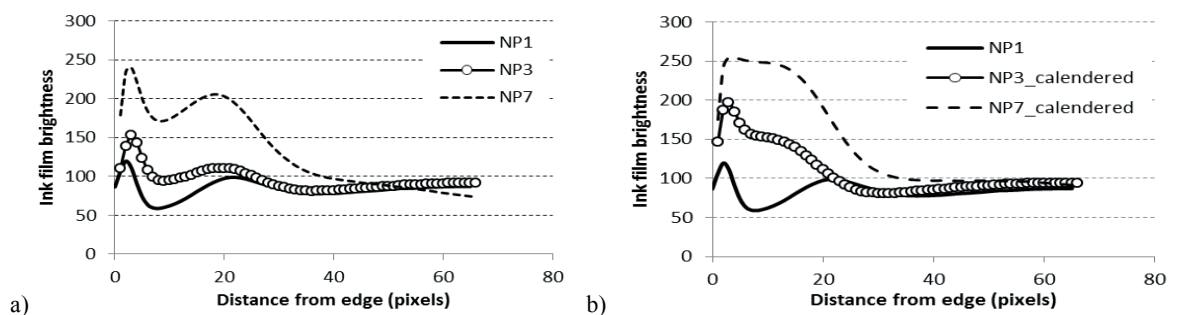 300
250
200
150
100
50
0
Ink film brightness
NP1
NP3
NP7
0 20 40 60 80
Distance from edge (pixels)
a)
300
250
200
150
100
50
0
Ink film brightness
NP1
NP3_calendered
NP7_calendered
0 20 40 60 80
Distance from edge (pixels)
b)